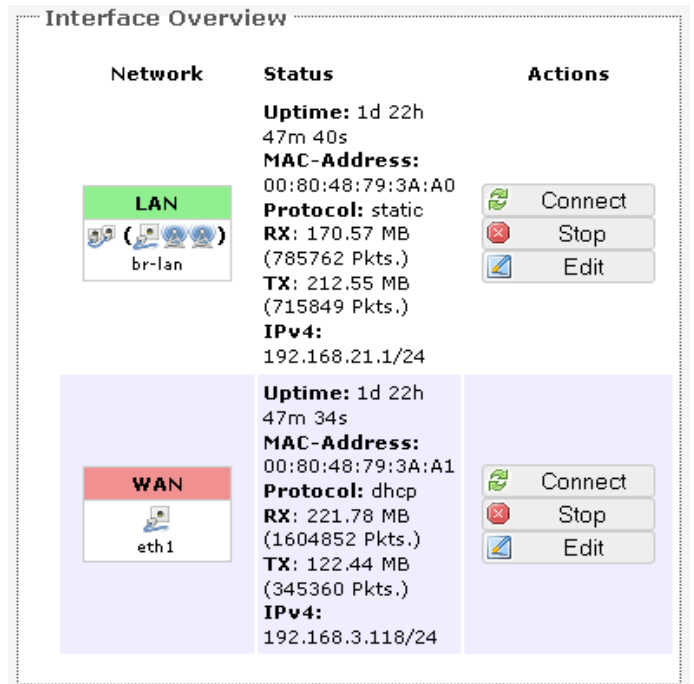 Interface Overview
Network Status Actions
LAN
( )
br-lan
Uptime: 1d 22h
47m 40s
MAC-Address:
00:80:48:79:3A:A0
Protocol: static
RX: 170.57 MB
(785762 Pkts.)
TX: 212.55 MB
(715849 Pkts.)
IPv4:
192.168.21.1/24
Connect
Stop
Edit
WAN
eth1
Uptime: 1d 22h
47m 34s
MAC-Address:
00:80:48:79:3A:A1
Protocol: dhcp
RX: 221.78 MB
(1604852 Pkts.)
TX: 122.44 MB
(345360 Pkts.)
IPv4:
192.168.3.118/24
Connect
Stop
Edit